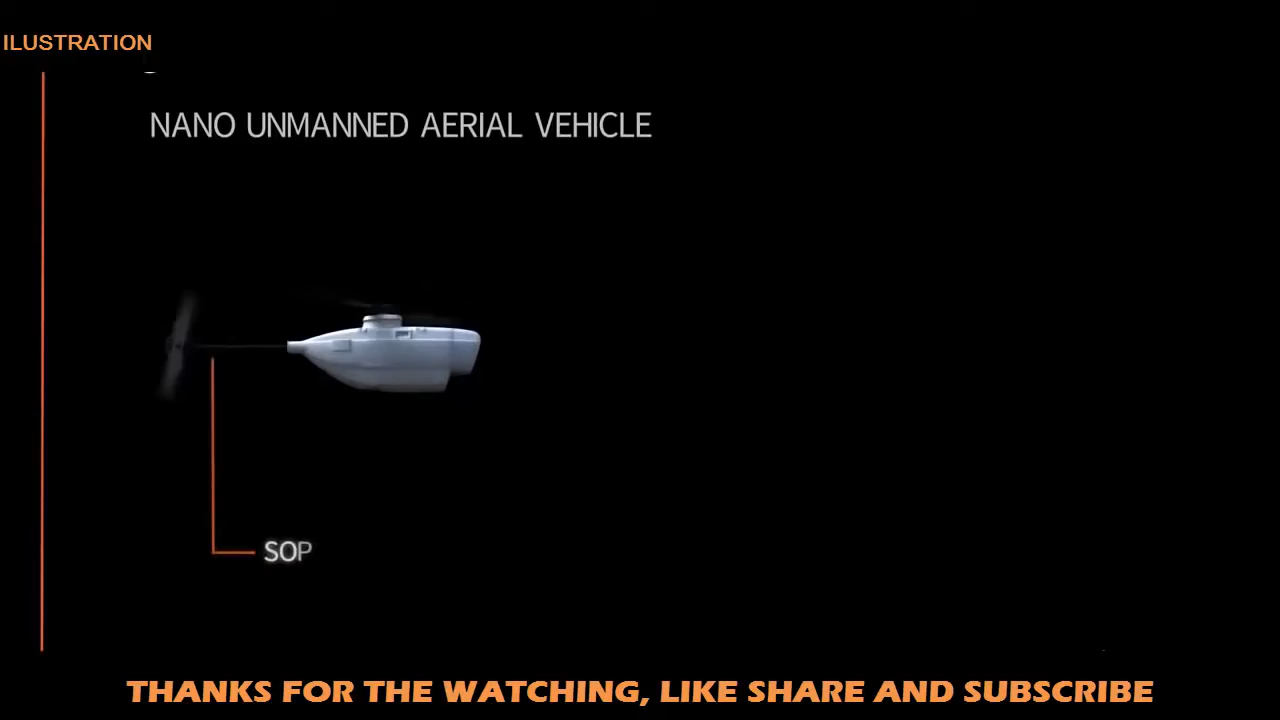 ILUSTRATION
NANO UNMANNED AERIAL VEHICLE
SOP
THANKS FOR THE WATCHING, LIKE SHARE AND SUBSCRIBE